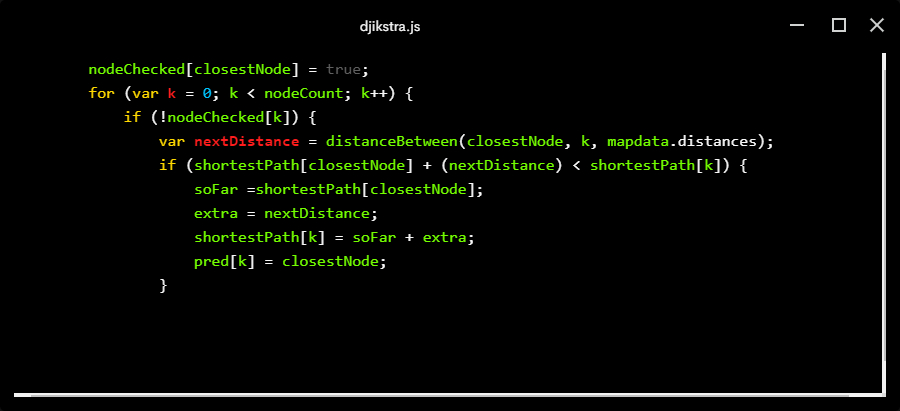 djikstra.js
nodeChecked[closestNode] = true;
for (var k = 0; k < nodeCount; k++) {
if (!nodeChecked[k]) {
var nextDistance = distanceBetween(closestNode, k, mapdata.distances);
if (shortestPath[closestNode] + (nextDistance) < shortestPath[k]) {
soFar =shortestPath[closestNode];
extra = nextDistance;
shortestPath[k] = soFar + extra;
pred[k] = closestNode;
}